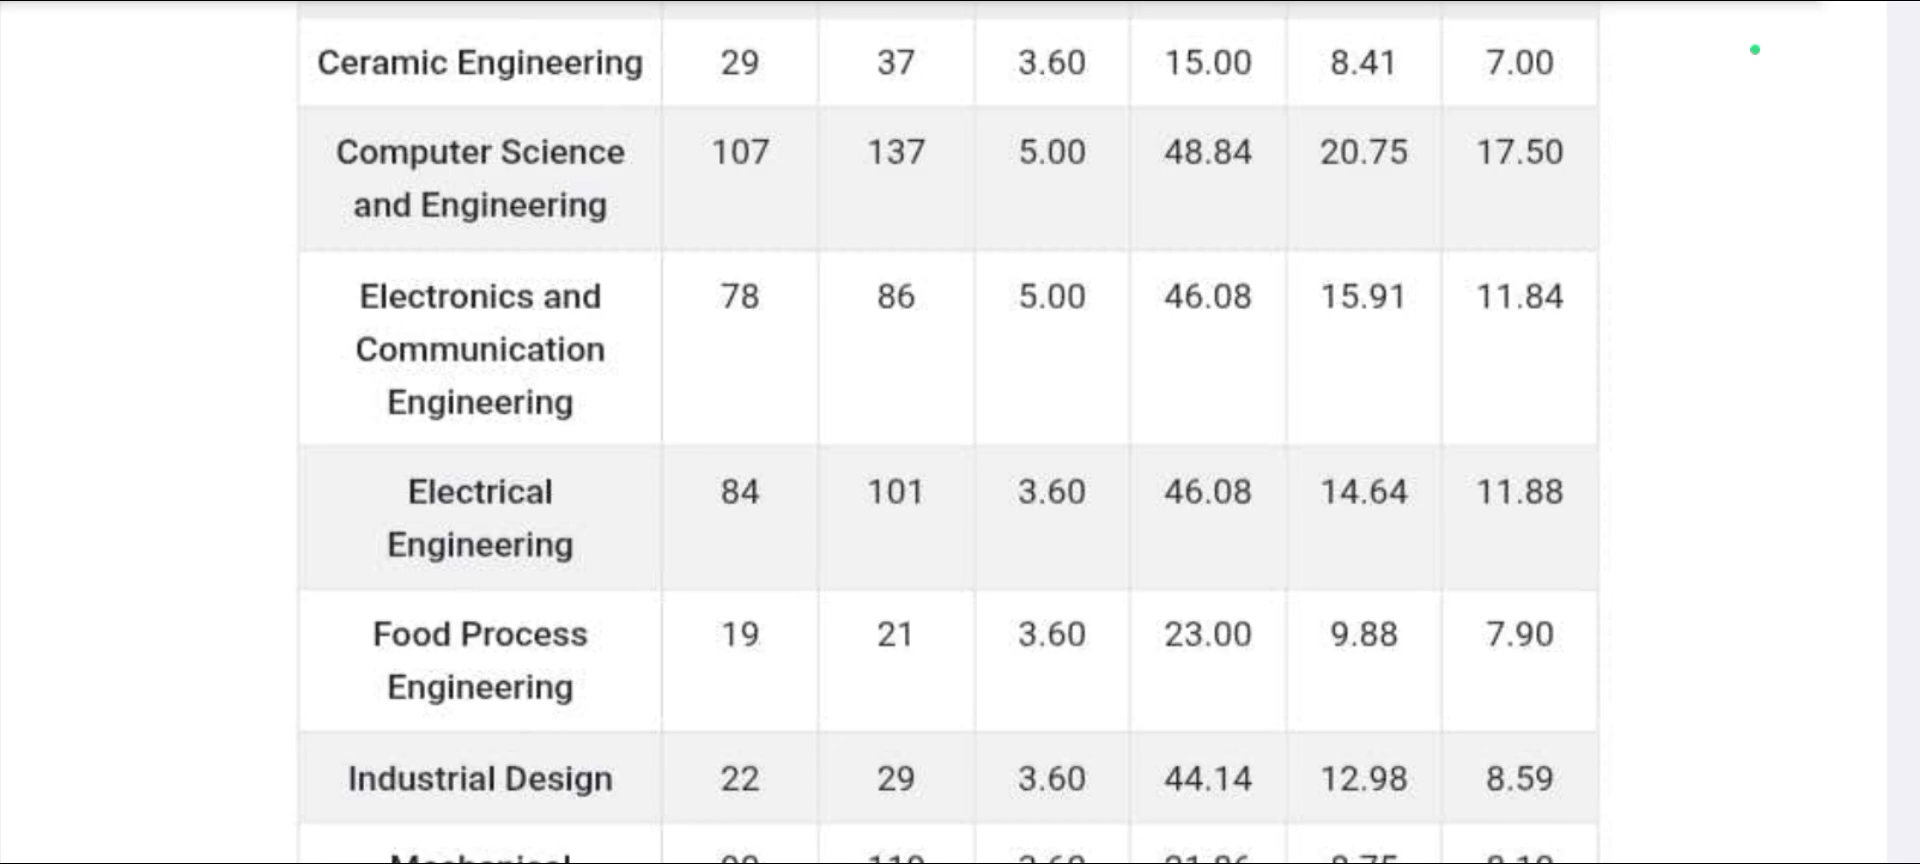 Ceramic Engineering 29 37 3.60 15.00 8.41 7.00
Computer Science 107 137 5.00 48.84 20.75 17.50
and Engineering
Electronics and 78 86 5.00 46.08 15.91 11.84
Communication
Engineering
Electrical 84 101 3.60 46.08 14.64 11.88
Engineering
Food Process 19 21 3.60 23.00 9.88 7.90
Engineering
Industrial Design 22 29 3.60 44.14 12.98 8.59
Mechanical